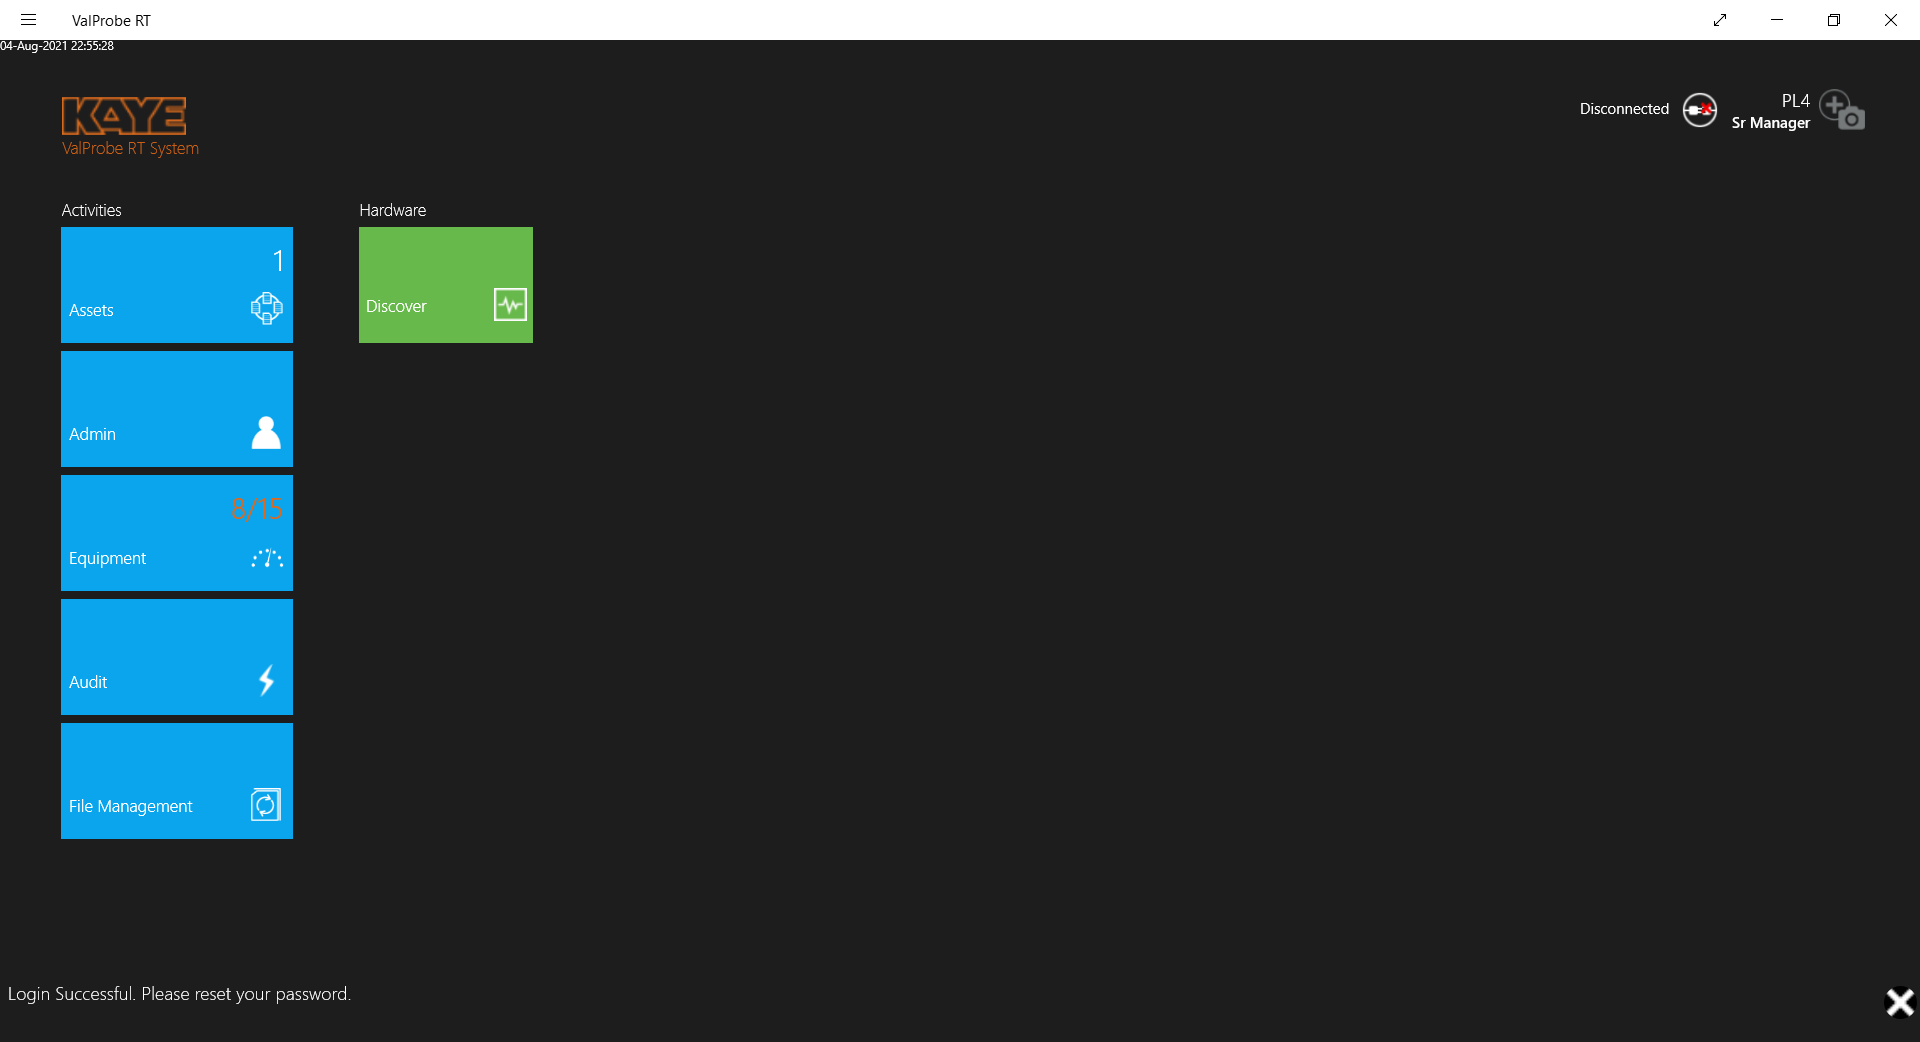 ValProbe RT
04-Aug-2021 22:55:28
KAYE
ValProbe RT System
Disconnected
PL4
Sr Manager
Activities
Hardware
1
Assets
Discover
Admin
8/15
Equipment
Audit
File Management
Login Successful. Please reset your password.